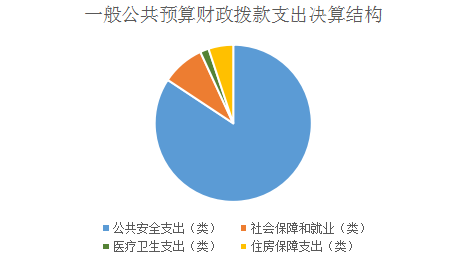 一般公共预算财政拨款支出决算结构
公共安全支出（类） 社会保障和就业（类）
医疗卫生支出（类） 住房保障支出（类）